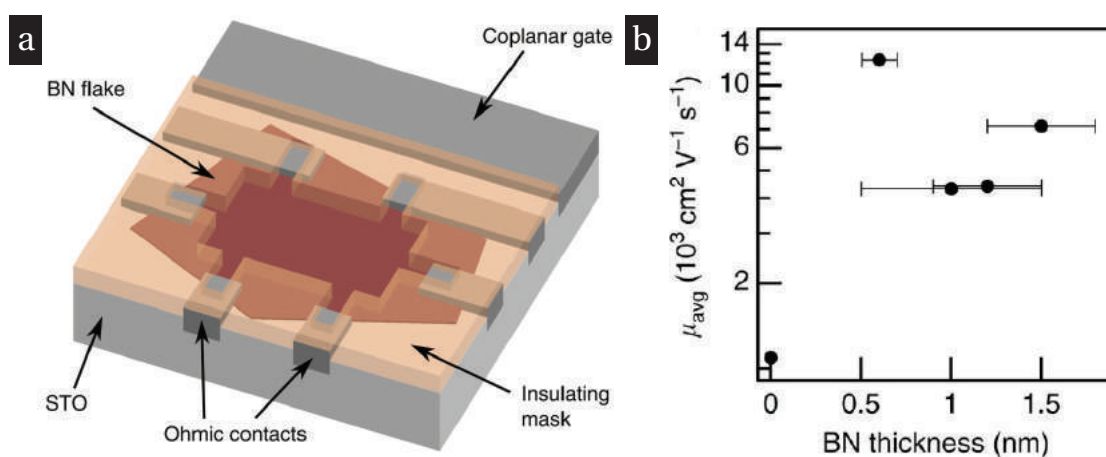 a
Coplanar gate
BN flake
STO
Ohmic contacts
Insulating
mask
b
14
10
6
2
μavg (10³ cm² V⁻¹ s⁻¹)
0
0.5
1
1.5
BN thickness (nm)